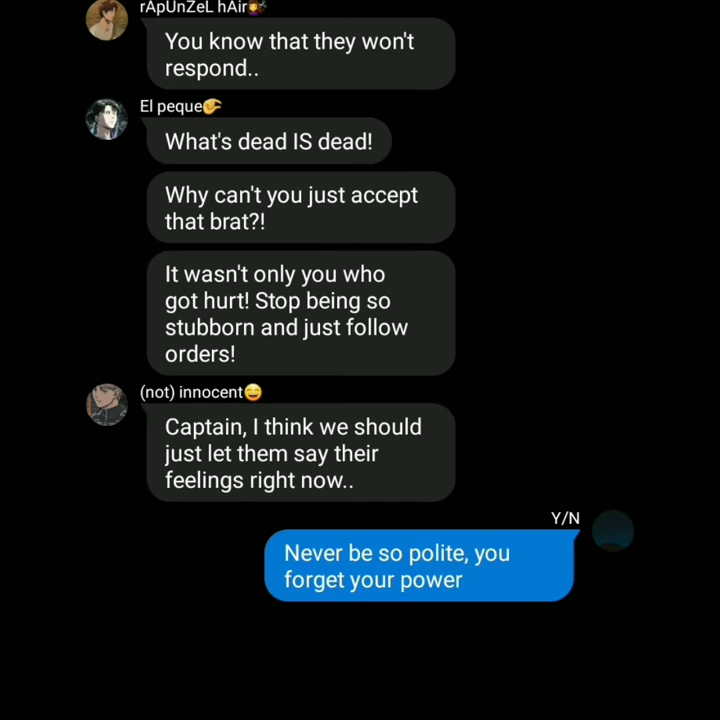 rApUnZeL hAir💇
You know that they won't
respond..
El peque🤏
What's dead IS dead!
Why can't you just accept
that brat?!
It wasn't only you who
got hurt! Stop being so
stubborn and just follow
orders!
(not) innocent😄
Captain, I think we should
just let them say their
feelings right now..
Y/N
Never be so polite, you
forget your power